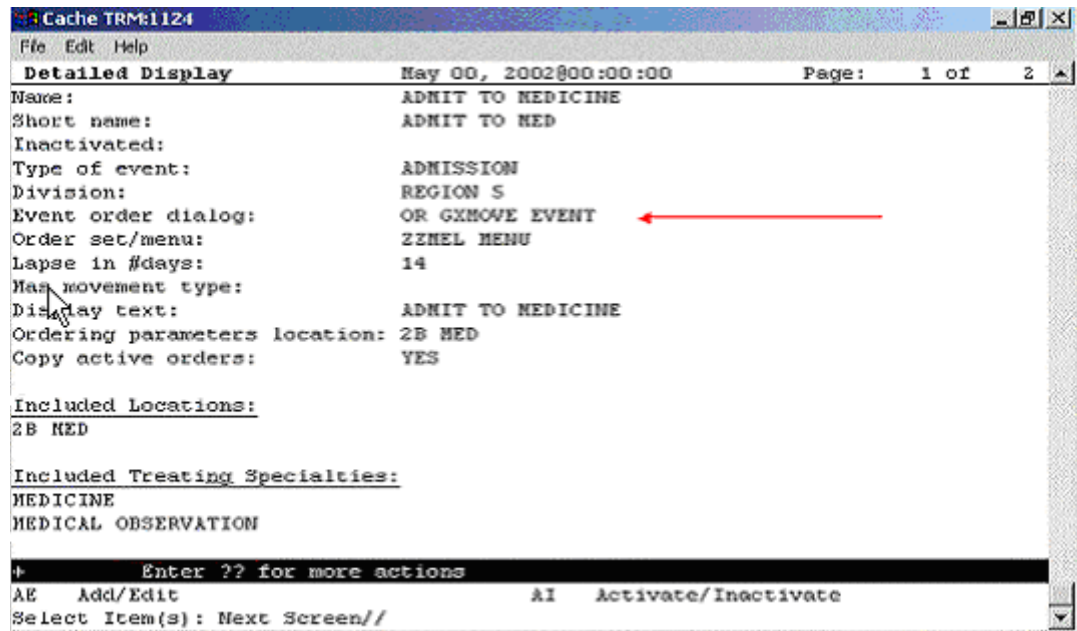 Cache TRM:1124
File Edit Help
Detailed Display May 00, 2002@00:00:00 Page: 1 of 2
Name: ADMIT TO MEDICINE
Short name: ADMIT TO MED
Inactivated:
Type of event: ADMISSION
Division: REGION 5
Event order dialog: OR GXMOVE EVENT
Order set/menu: ZZMEL MENU
Lapse in #days: 14
Mas movement type:
Display text: ADMIT TO MEDICINE
Ordering parameters location: 2B MED
Copy active orders: YES
Included Locations:
2B MED
Included Treating Specialties:
MEDICINE
MEDICAL OBSERVATION
+ Enter ?? for more actions
AE Add/Edit AI Activate/Inactivate
Select Item(s): Next Screen//